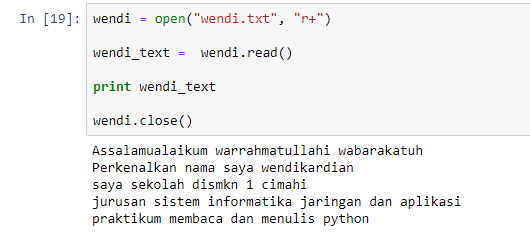 In [19]: wendi = open("wendi.txt", "r+")
wendi_text =  wendi.read()
print wendi_text
wendi.close()
Assalamualaikum warrahmatullahi wabarakatuh
Perkenalkan nama saya wendikardian
saya sekolah dismkn 1 cimahi
jurusan sistem informatika jaringan dan aplikasi
praktikum membaca dan menulis python